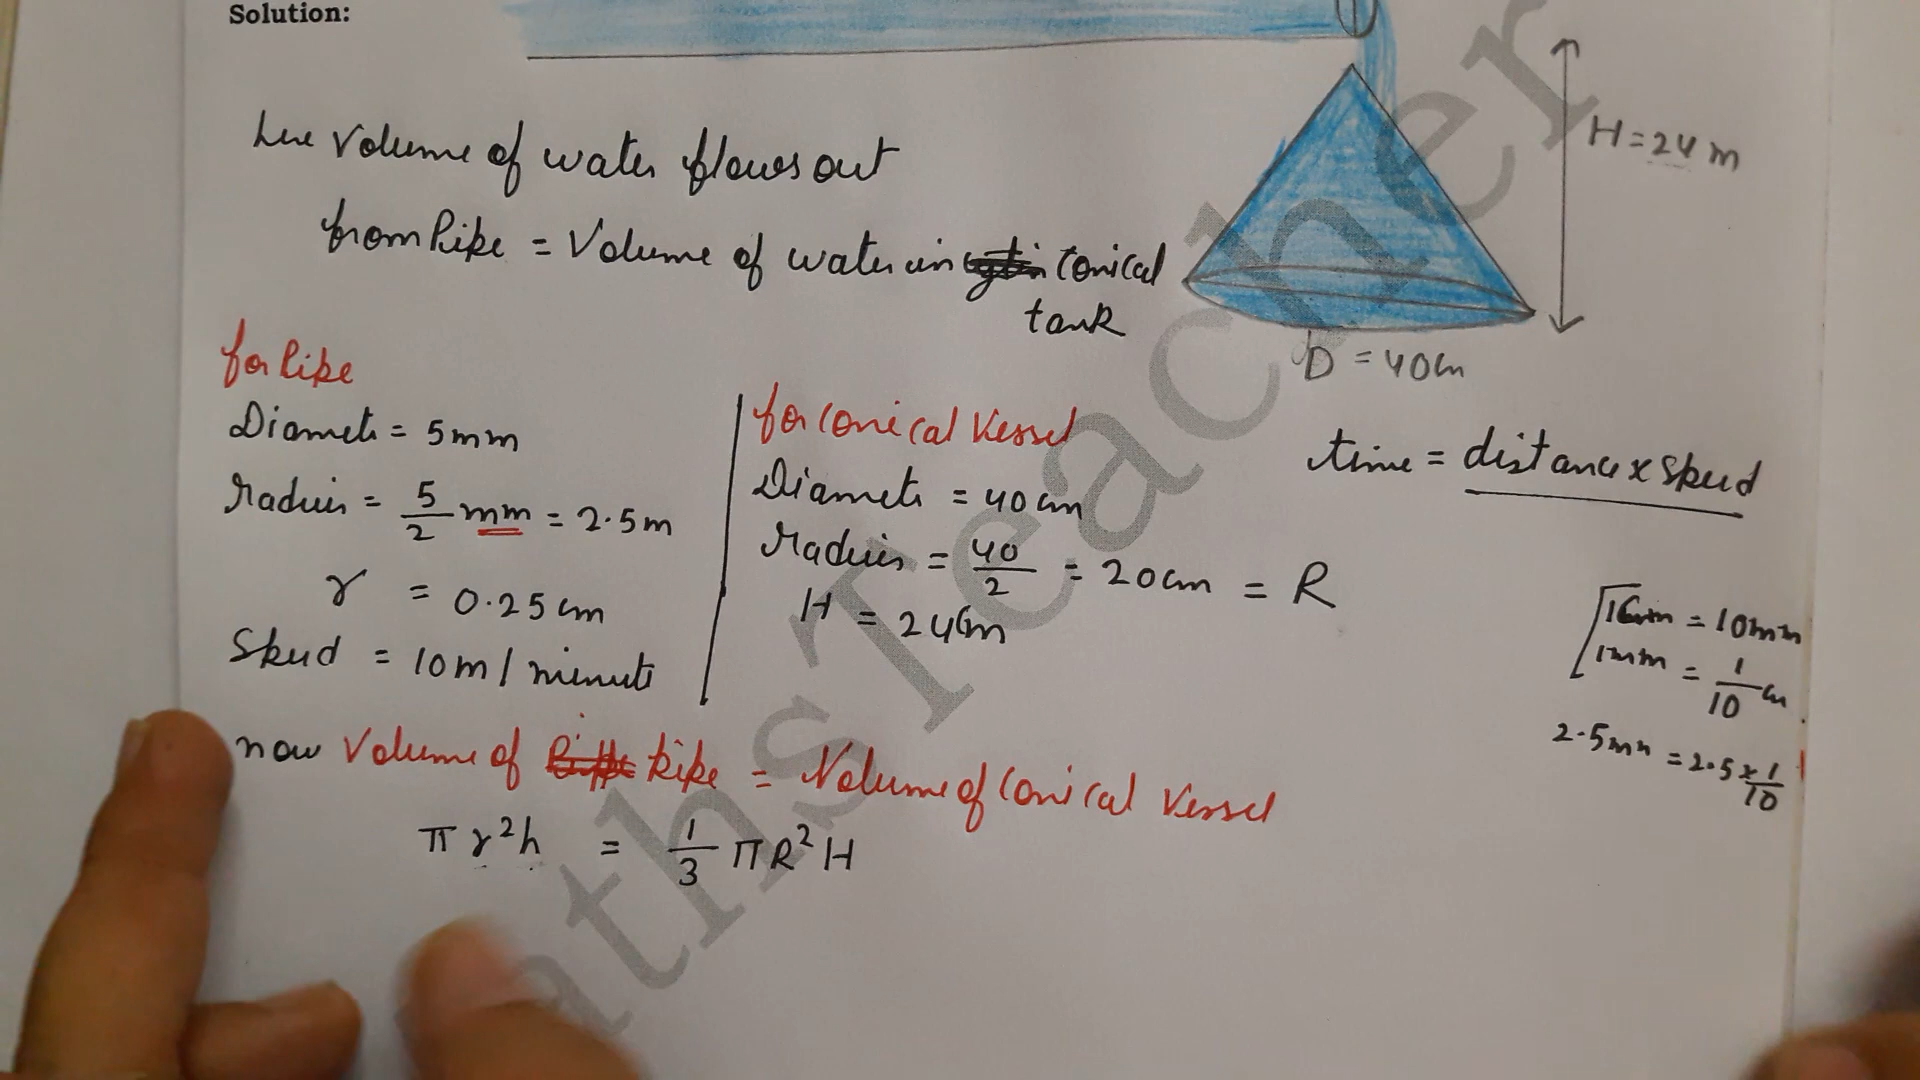 Solution:
H = 24 m
here Volume of water flows out
from Pipe = Volume of water in conical
tank
D = 40cm
for Pipe
Diameter = 5mm
radius = 5/2 mm = 2.5m
r = 0.25 cm
Speed = 10m / minute
for conical Vessel
Diameter = 40 cm
radius = 40/2 = 20cm = R
H = 24cm
time = distance x speed
1cm = 10mm
1mm = 1/10 cm
2.5mm = 2.5 x 1/10
now Volume of pipe = Volume of conical Vessel
πr²h = 1/3 πR²H
athsTeacher